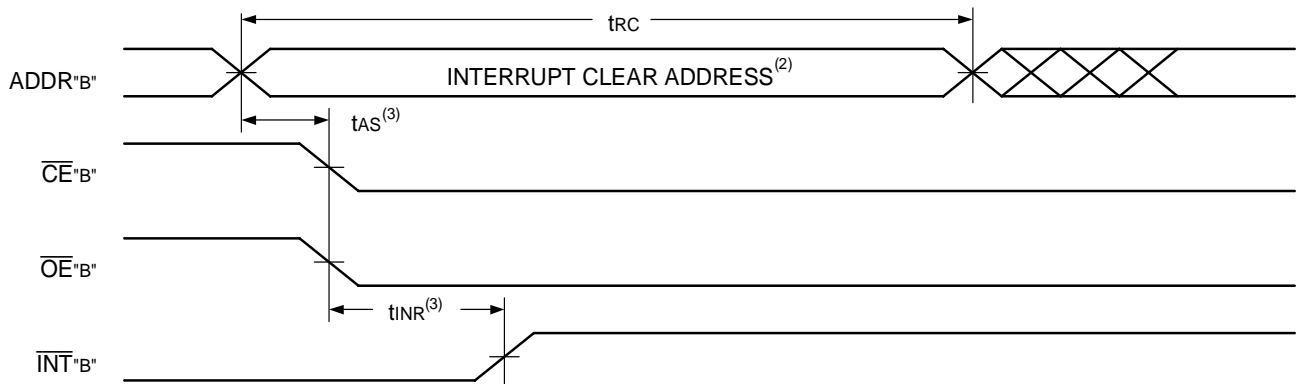 tRC
ADDR"B"
INTERRUPT CLEAR ADDRESS(2)
tAS(3)
CE"B"
OE"B"
tINR(3)
INT"B"